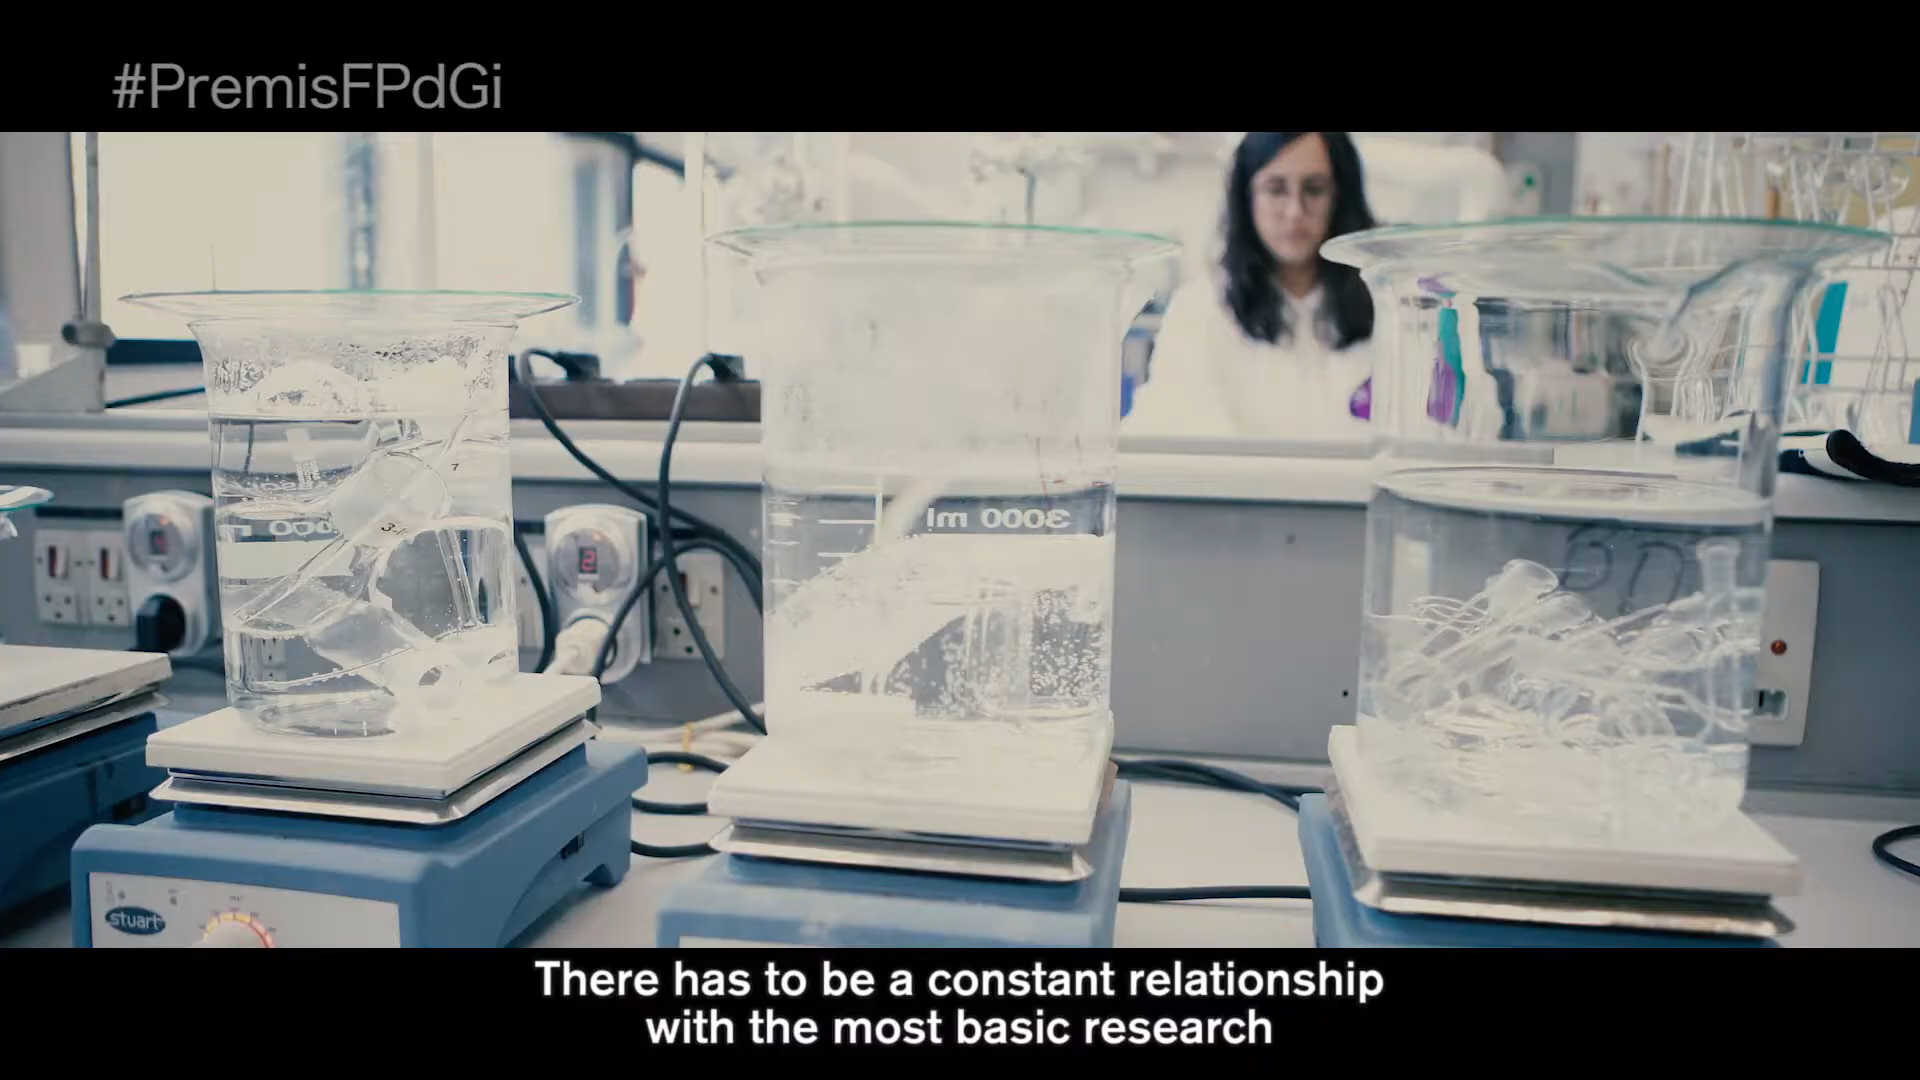 #PremisFPdGi
3000 ml
stuart
There has to be a constant relationship
with the most basic research